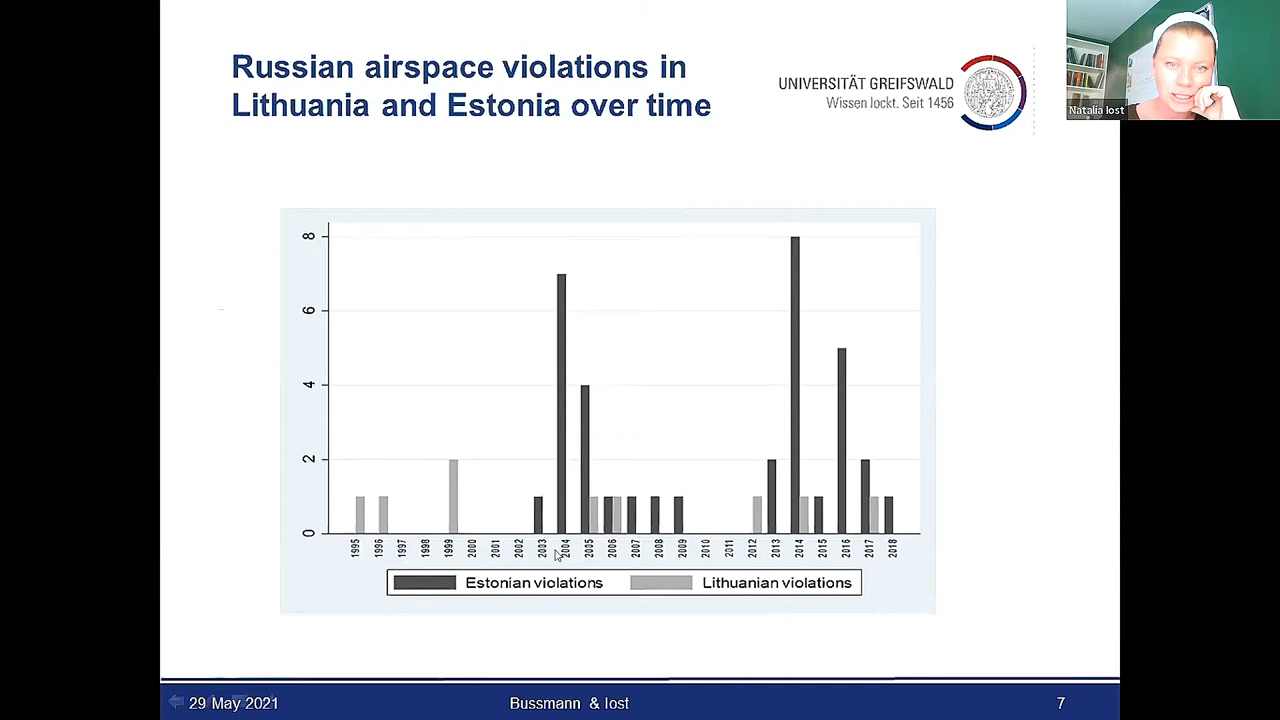 Russian airspace violations in
Lithuania and Estonia over time
UNIVERSITÄT GREIFSWALD
Wissen lockt. Seit 1456
Natalia Iost
8
6
4
2
0
1995 1996 1997 1998 1999 2000 2001 2002 2003 2004 2005 2006 2007 2008 2009 2010 2011 2012 2013 2014 2015 2016 2017 2018
Estonian violations Lithuanian violations
29 May 2021 Bussmann & Iost 7